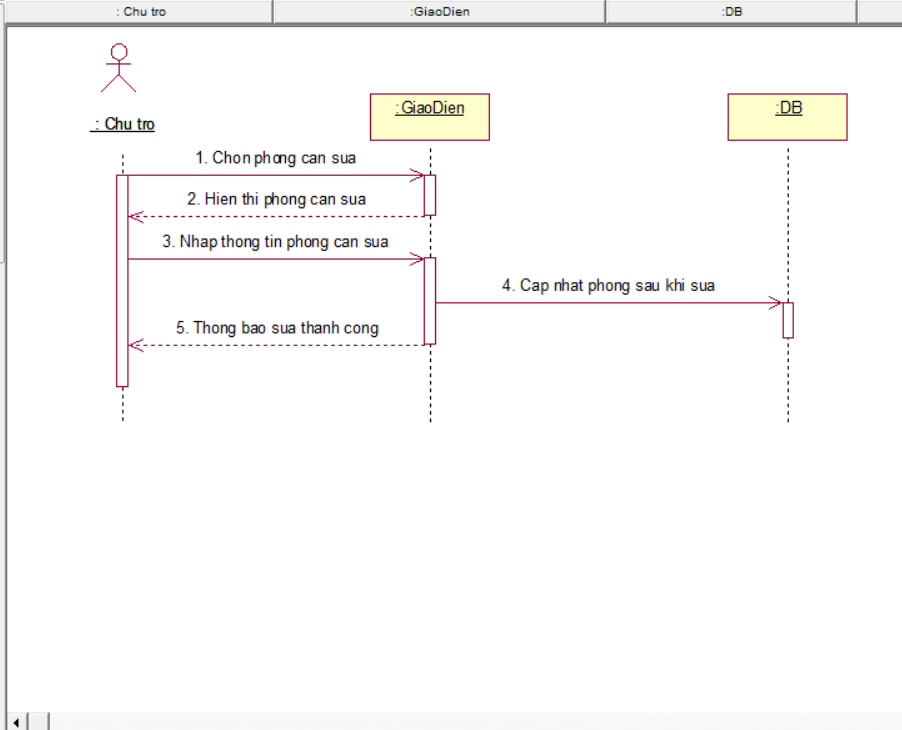 : Chu tro
:GiaoDien
:DB
: Chu tro
:GiaoDien
:DB
1. Chon phong can sua
2. Hien thi phong can sua
3. Nhap thong tin phong can sua
4. Cap nhat phong sau khi sua
5. Thong bao sua thanh cong